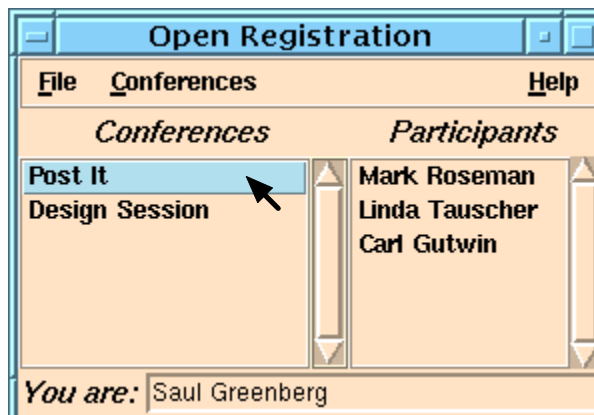 Open Registration
File Conferences Help
Conferences Participants
Post It Mark Roseman
Design Session Linda Tauscher
Carl Gutwin
You are: Saul Greenberg